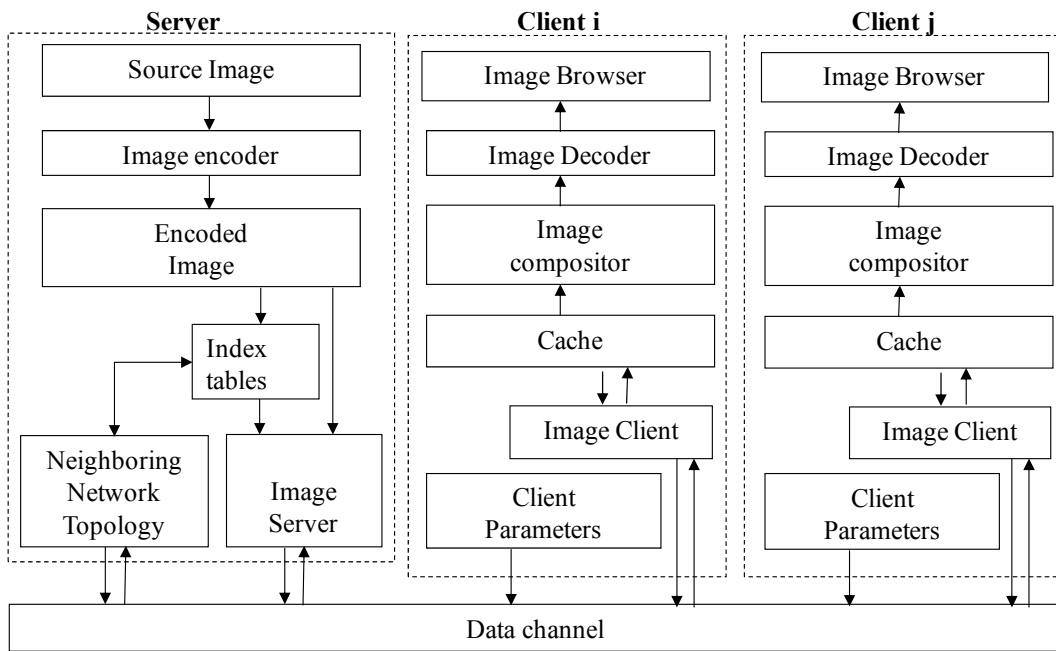 Server
Source Image
Image encoder
Encoded
Image
Index
tables
Neighboring
Network
Topology
Image
Server
Client i
Image Browser
Image Decoder
Image
compositor
Cache
Image Client
Client
Parameters
Client j
Image Browser
Image Decoder
Image
compositor
Cache
Image Client
Client
Parameters
Data channel